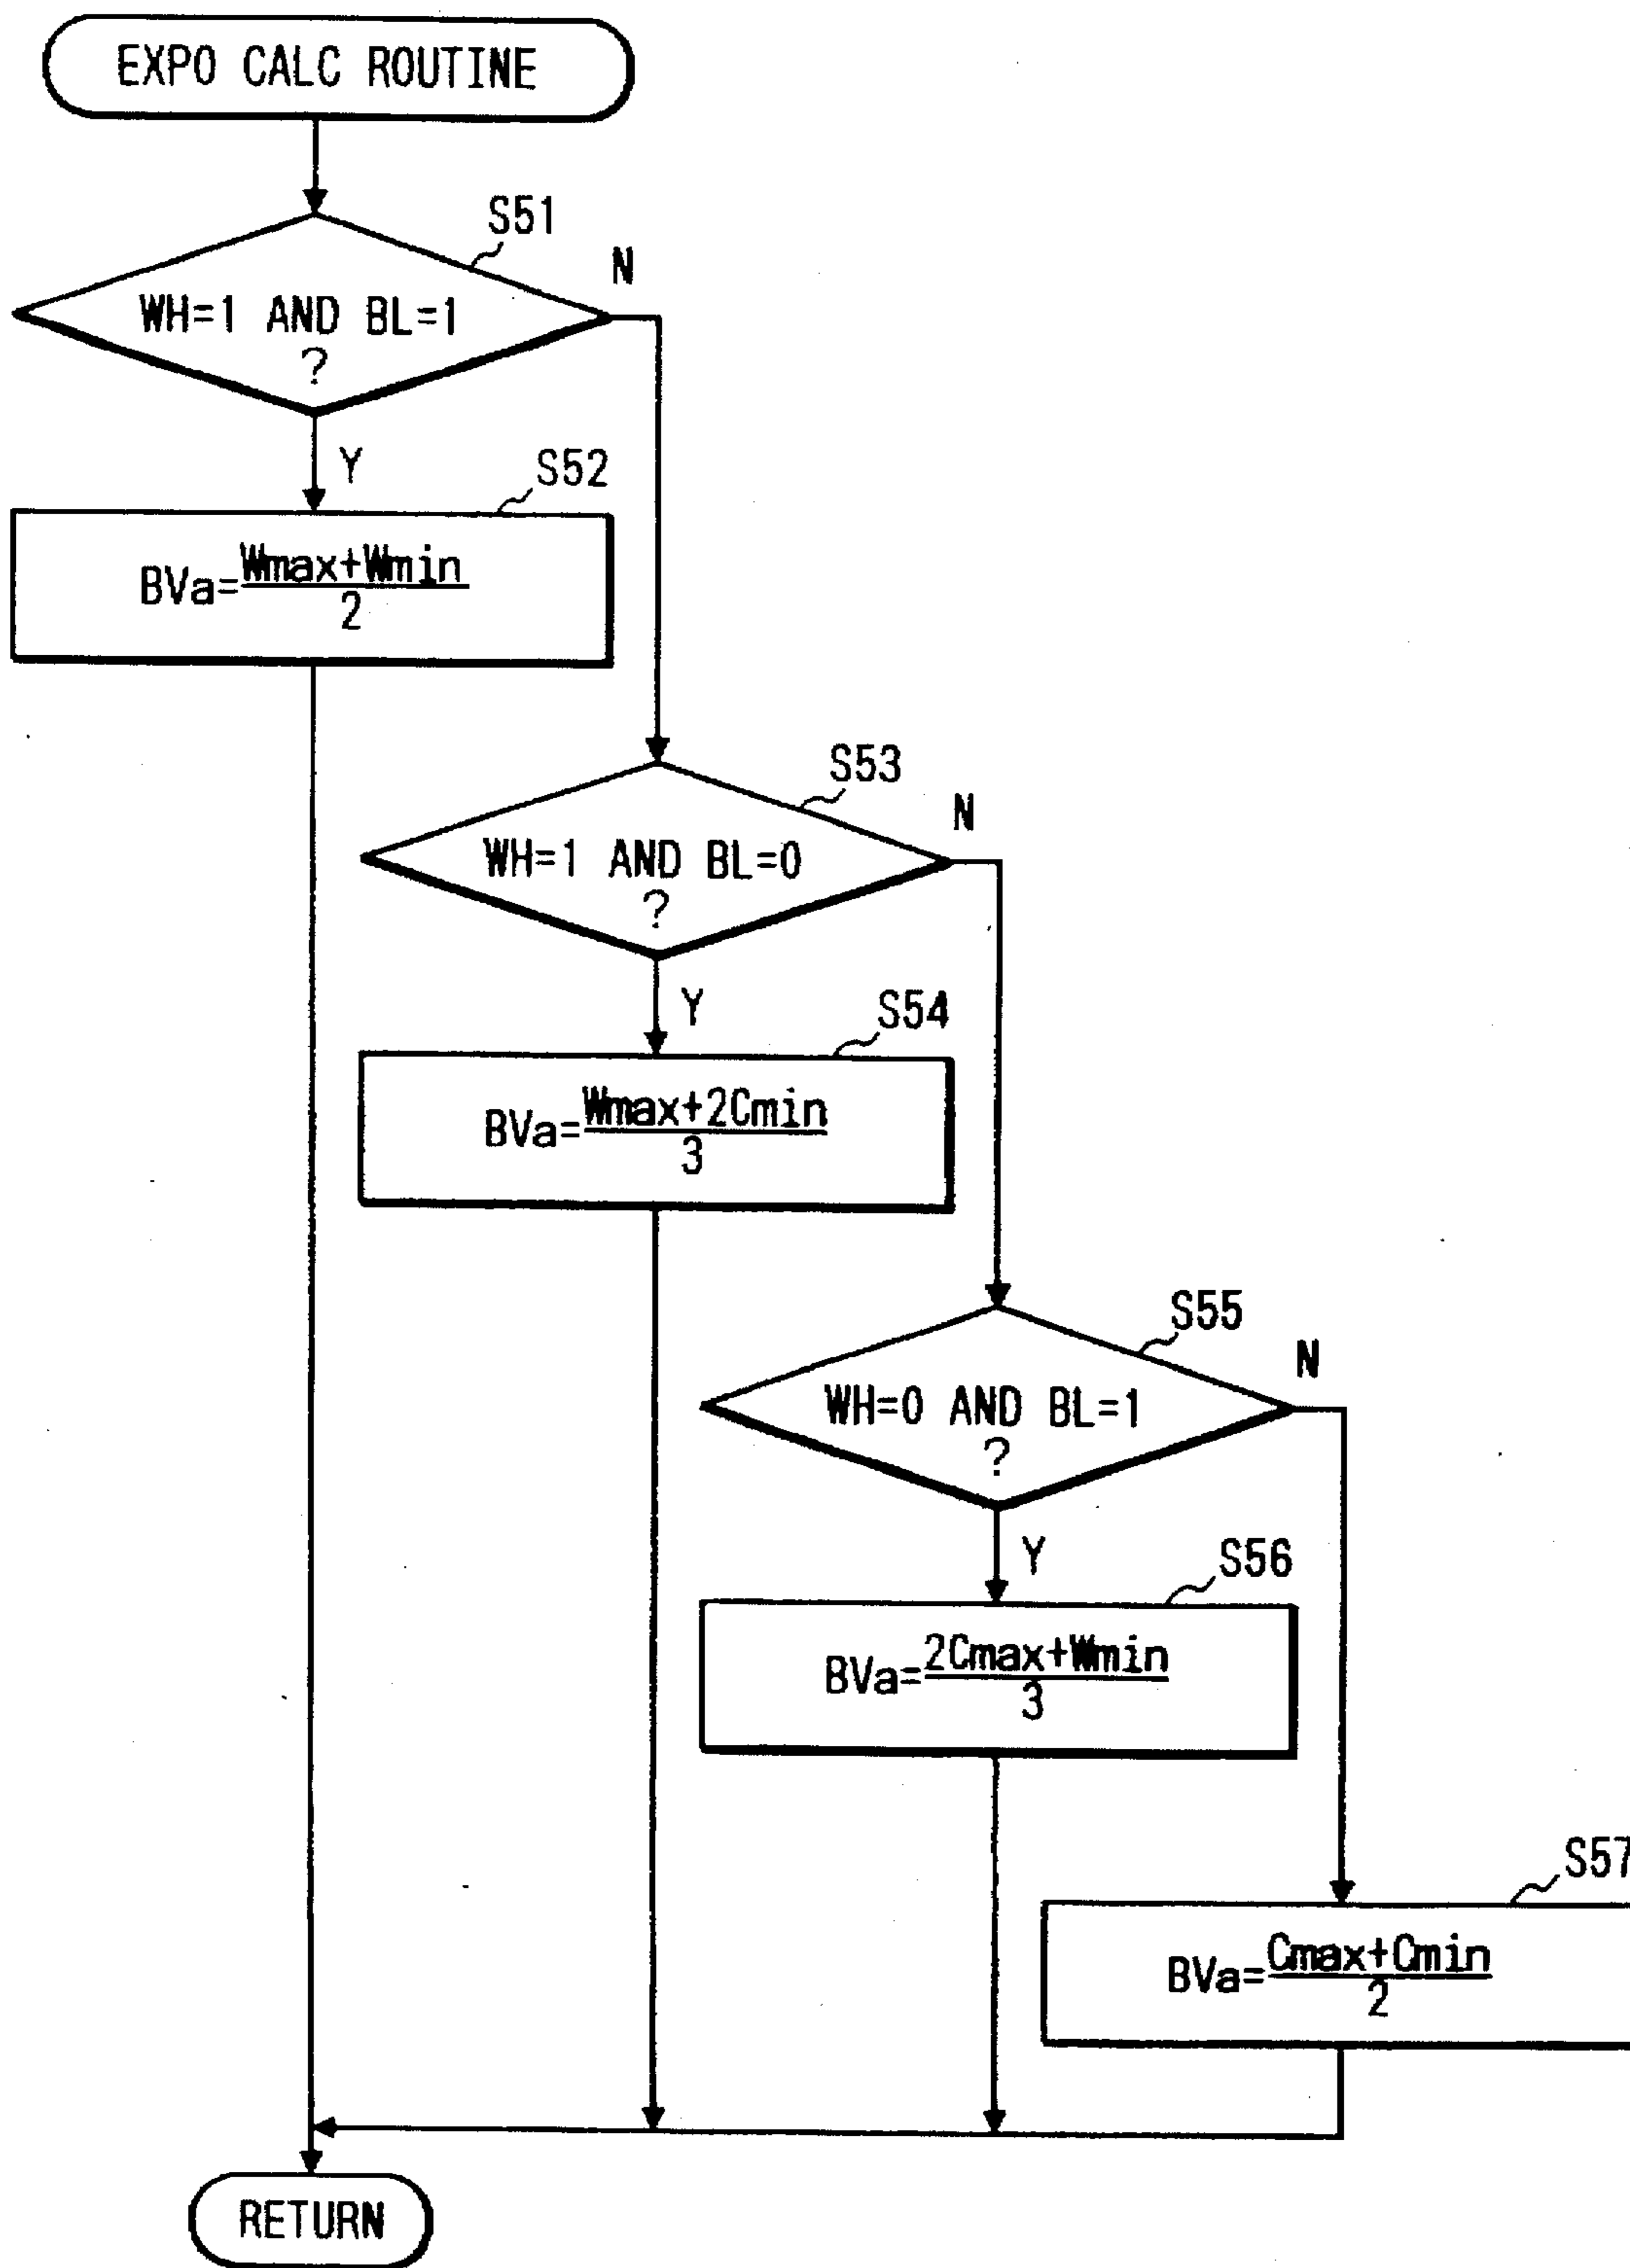 EXPO CALC ROUTINE
S51
N
WH=1 AND BL=1
?
Y
S52
BVa=Wmax+Wmin
2
S53
N
WH=1 AND BL=0
?
Y
S54
BVa=Wmax+2Cmin
3
S55
N
WH=0 AND BL=1
?
Y
S56
BVa=2Cmax+Wmin
3
S57
BVa=Cmax+Cmin
2
RETURN